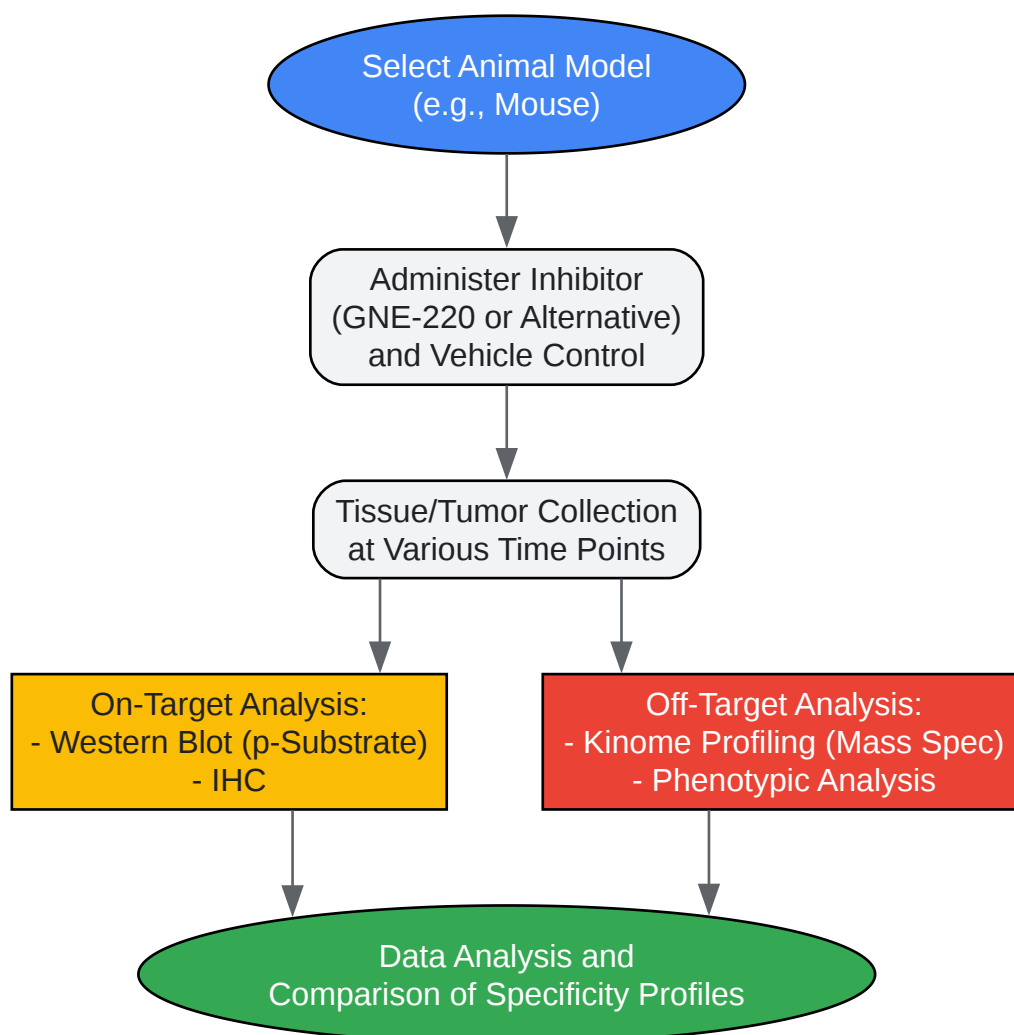 Select Animal Model
(e.g., Mouse)
Administer Inhibitor
(GNE-220 or Alternative)
and Vehicle Control
Tissue/Tumor Collection
at Various Time Points
On-Target Analysis:
- Western Blot (p-Substrate)
- IHC
Off-Target Analysis:
- Kinome Profiling (Mass Spec)
- Phenotypic Analysis
Data Analysis and
Comparison of Specificity Profiles